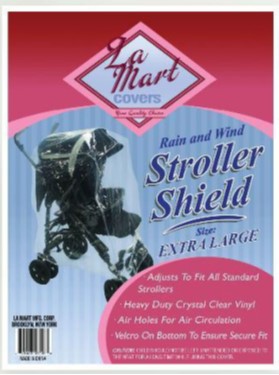 La
Mart
covers
Your Quality Choice
Rain and Wind
Stroller
Shield
Size:
EXTRA LARGE
· Adjusts To Fit All Standard
Strollers
· Heavy Duty Crystal Clear Vinyl
· Air Holes For Air Circulation
· Velcro On Bottom To Ensure Secure Fit
LA MART MFG. CORP
BROOKLYN, NEW YORK